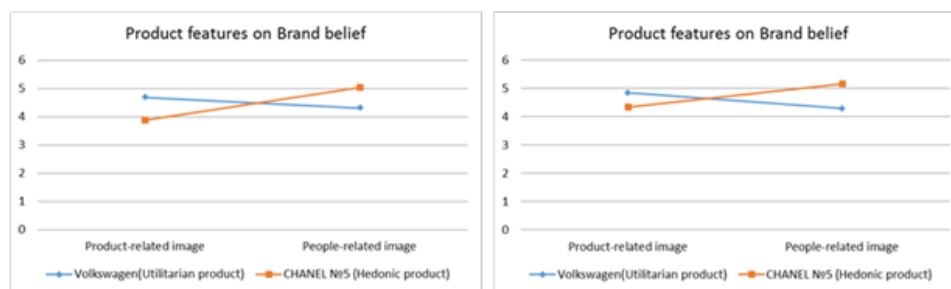 Product features on Brand belief
6
5
4
3
2
1
0
Product-related image People-related image
Volkswagen(Utilitarian product) CHANEL №5 (Hedonic product)
Product features on Brand belief
6
5
4
3
2
1
0
Product-related image People-related image
Volkswagen(Utilitarian product) CHANEL №5 (Hedonic product)